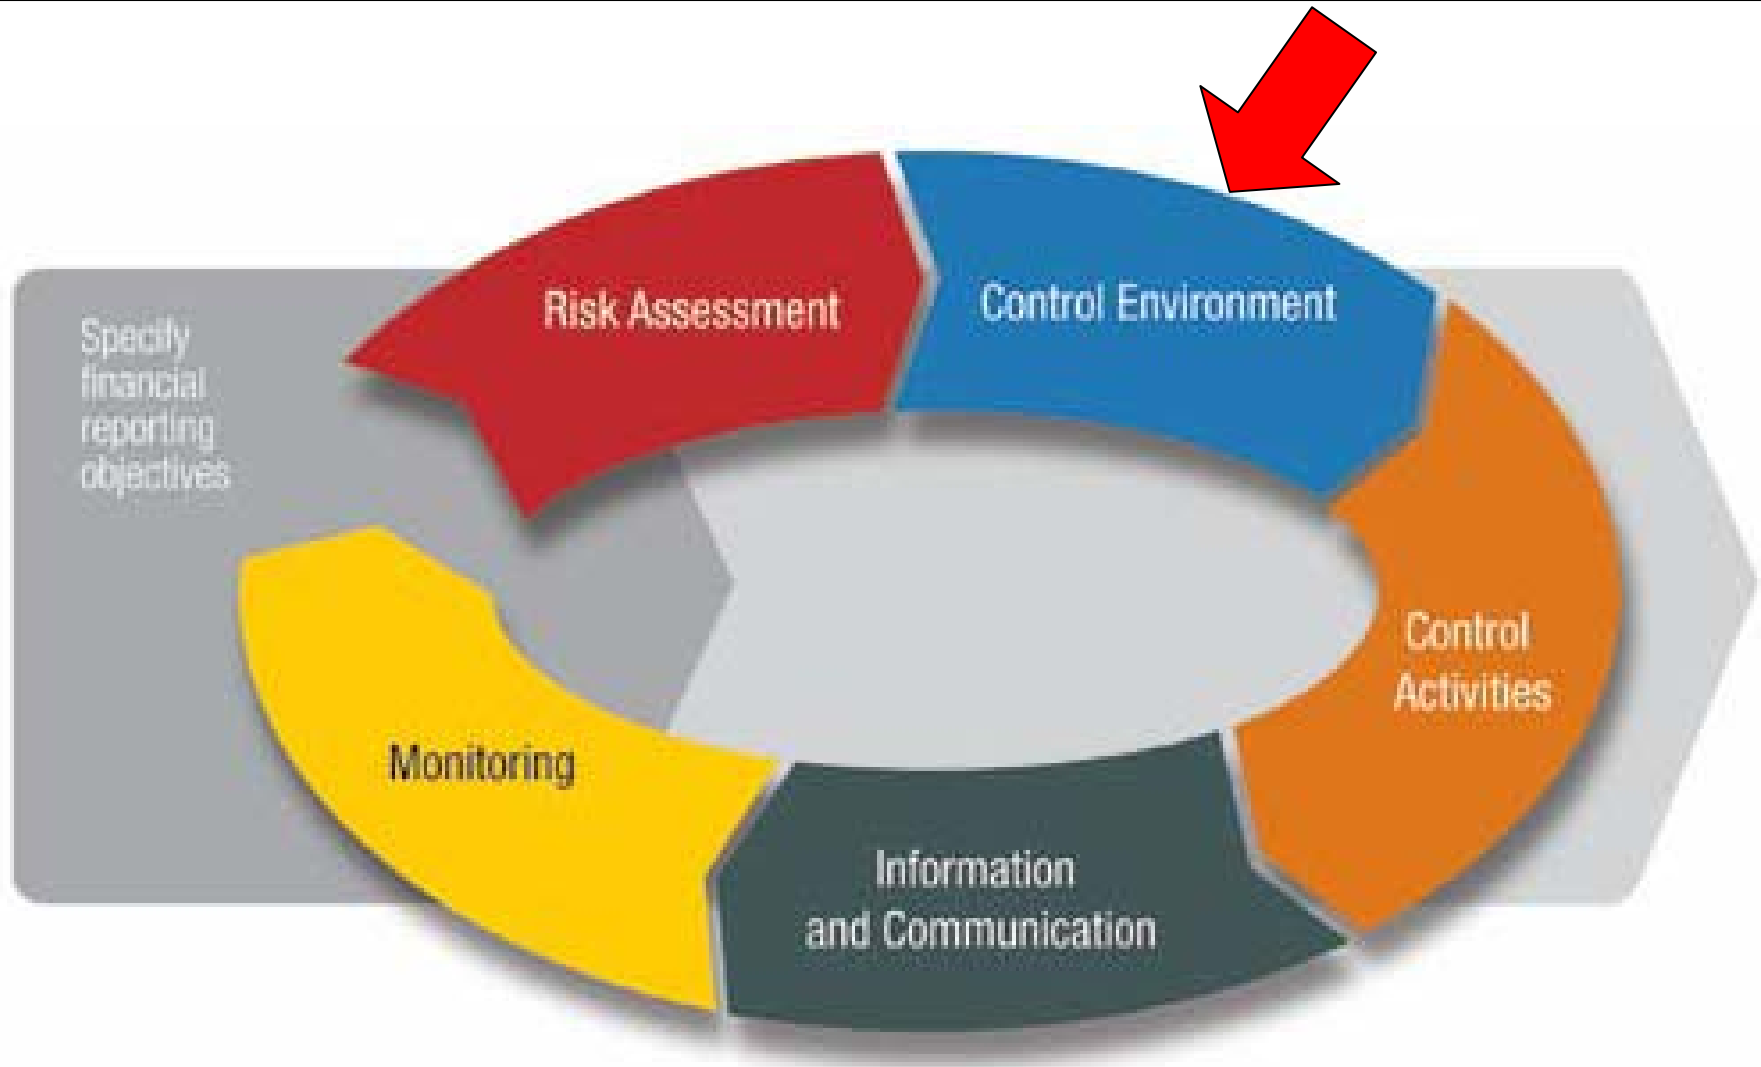 Specify
financial
reporting
objectives
Risk Assessment
Control Environment
Control
Activities
Information
and Communication
Monitoring